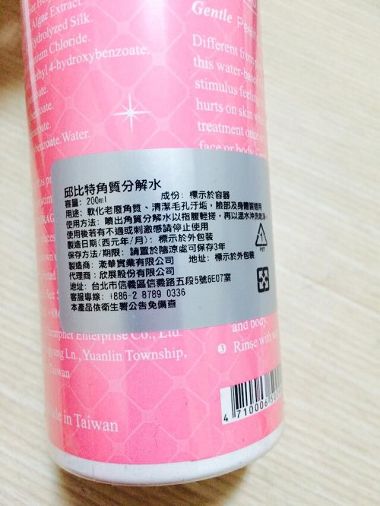 Algae Extract
Hydrolyzed Silk
Chloride.
4-hydroxybenzoate.
Water.
Gentle
Different from
this water-based
stimulus feeling
hurts on skin
treatment once
face or body
邱比特角質分解水
容量: 200ml 成份: 標示於容器
用途: 軟化老廢角質、清潔毛孔汙垢，臉部及身體皆適用
使用方法: 噴出角質分解水以指腹輕搓，再以溫水沖洗
使用後若有不適或刺激感請停止使用
製造日期(西元年/月): 標示於外包裝
保存方法/期限: 請置於陰涼處可保存3年
製造商: 漾華實業有限公司 地址: 標示於外包裝
代理商: 欣展股份有限公司
地址: 台北市信義區信義路五段5號6E07室
客服專線: +886-2 8789 0336
本產品依衛生署公告免備查
Enterprise Co., Ltd.
Ln., Yuanlin Township,
Taiwan
and body
3 Rinse with
in Taiwan
4 710006